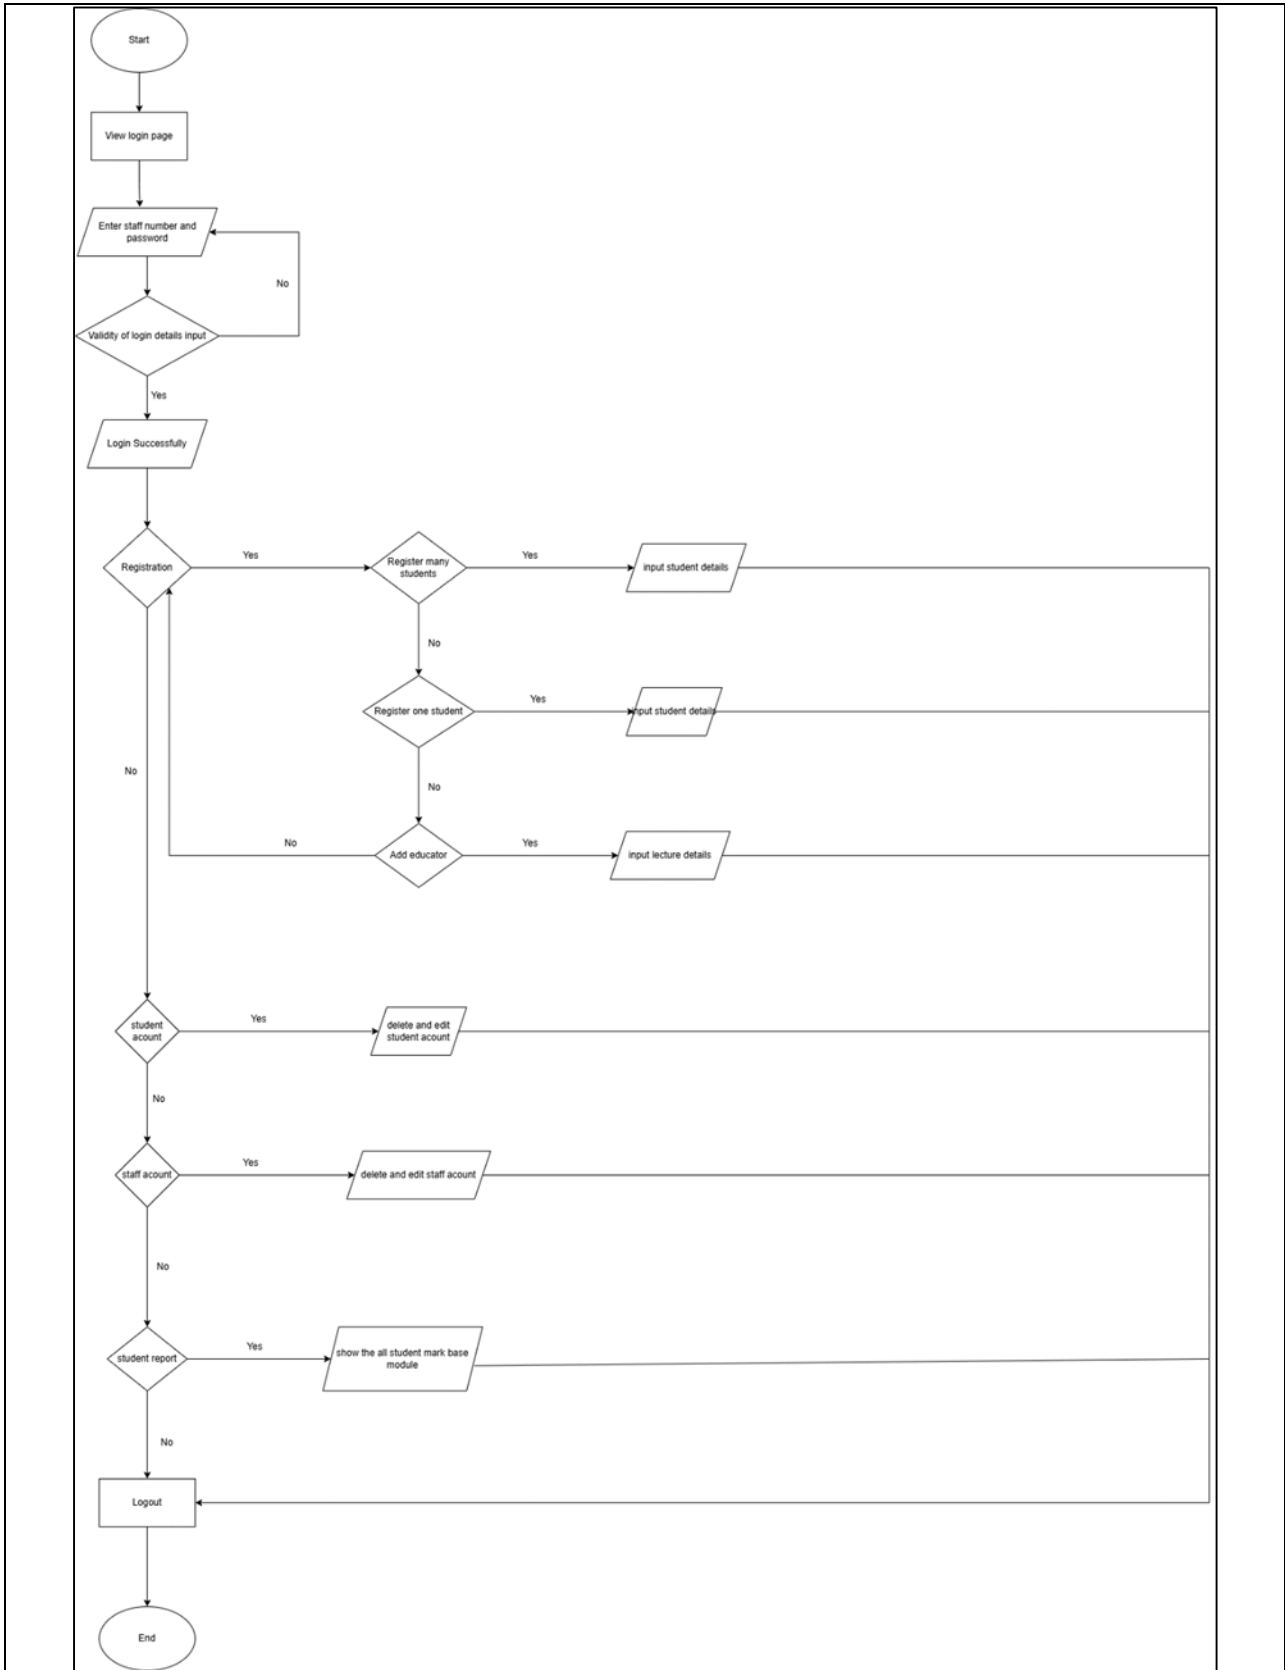 Start
View login page
Enter staff number and
password
No
Validity of login details input
Yes
Login Successfully
Registration
Yes
Register many
students
Yes
input student details
No
Register one student
Yes
input student details
No
No
Add educator
No
Yes
input lecture details
student
acount
Yes
delete and edit
student acount
No
staff acount
Yes
delete and edit staff acount
No
student report
Yes
show the all student mark base
module
No
Logout
End